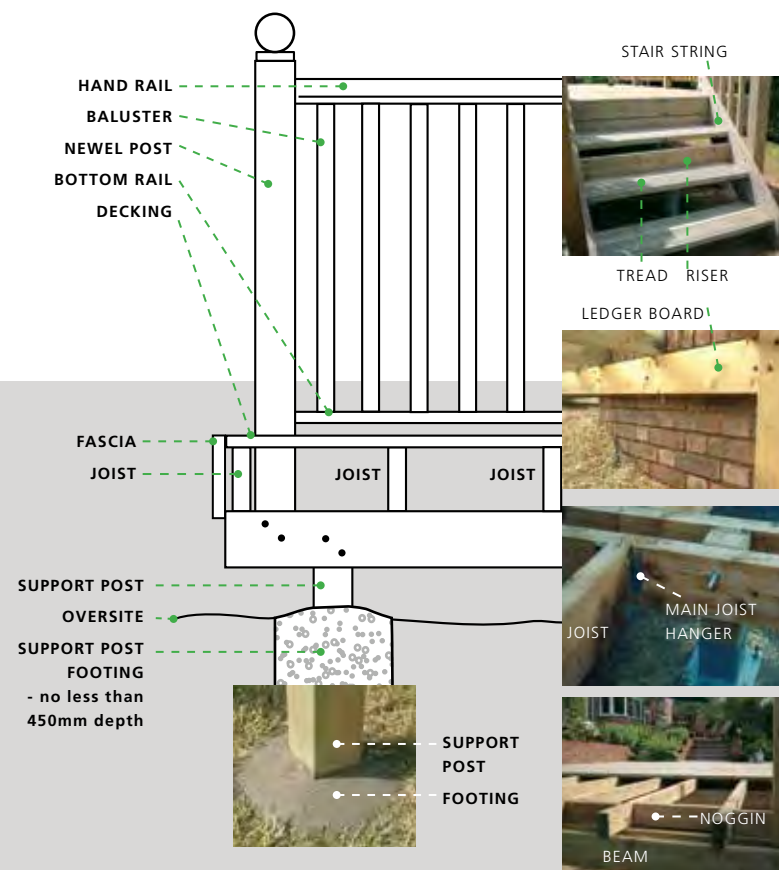 HAND RAIL
BALUSTER
NEWEL POST
BOTTOM RAIL
DECKING
FASCIA
JOIST
JOIST
JOIST
SUPPORT POST
OVERSITE
SUPPORT POST
FOOTING
- no less than
450mm depth
SUPPORT
POST
FOOTING
STAIR STRING
TREAD
RISER
LEDGER BOARD
MAIN JOIST
HANGER
JOIST
NOGGIN
BEAM